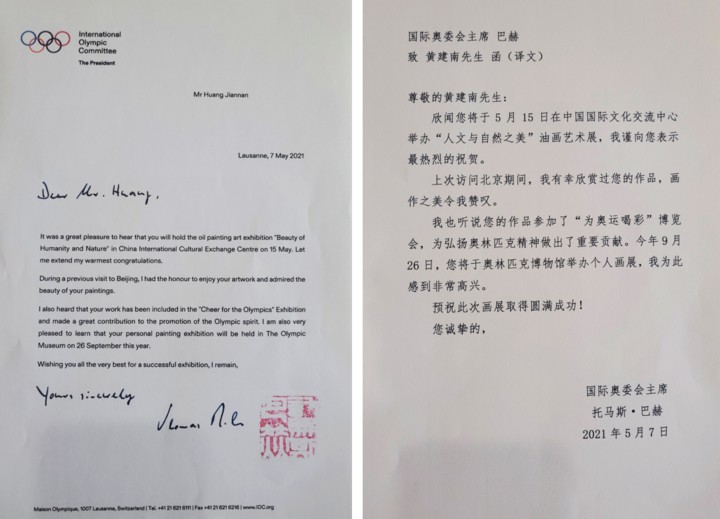 International
Olympic
Committee
The President
Mr Huang Jiannan
Lausanne, 7 May 2021
Dear Mr. Huang,
It was a great pleasure to hear that you will hold the oil painting art exhibition "Beauty of
Humanity and Nature" in China International Cultural Exchange Centre on 15 May. Let
me extend my warmest congratulations.
During a previous visit to Beijing, I had the honour to enjoy your artwork and admired the
beauty of your paintings.
I also heard that your work has been included in the "Cheer for the Olympics" Exhibition
and made a great contribution to the promotion of the Olympic spirit. I am also very
pleased to learn that your personal painting exhibition will be held in The Olympic
Museum on 26 September this year.
Wishing you all the very best for a successful exhibition, I remain,
Yours sincerely
Maison Olympique, 1007 Lausanne, Switzerland | Tel. +41 21 621 6111 | Fax +41 21 621 6216 | www.IOC.org
国际奥委会主席 巴赫
致 黄建南先生 函(译文)
尊敬的黄建南先生:
欣闻您将于 5 月 15 日在中国国际文化交流中心
举办“人文与自然之美”油画艺术展,我谨向您表示
最热烈的祝贺。
上次访问北京期间,我有幸欣赏过您的作品,画
作之美令我赞叹。
我也听说您的作品参加了“为奥运喝彩”博览
会,为弘扬奥林匹克精神做出了重要贡献。今年 9 月
26 日,您将于奥林匹克博物馆举办个人画展,我为此
感到非常高兴。
预祝此次画展取得圆满成功!
您诚挚的,
国际奥委会主席
托马斯·巴赫
2021 年 5 月 7 日